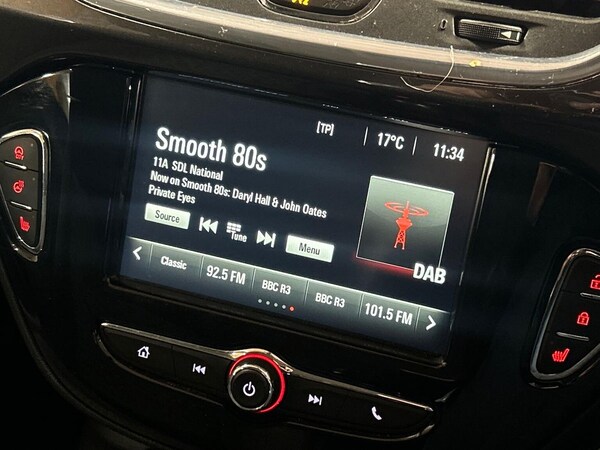 [TP] 17°C 11:34
Smooth 80s
11A SDL National
Now on Smooth 80s: Daryl Hall & John Oates
Private Eyes
Source Tune Menu
DAB
Classic 92.5 FM BBC R3 BBC R3 101.5 FM